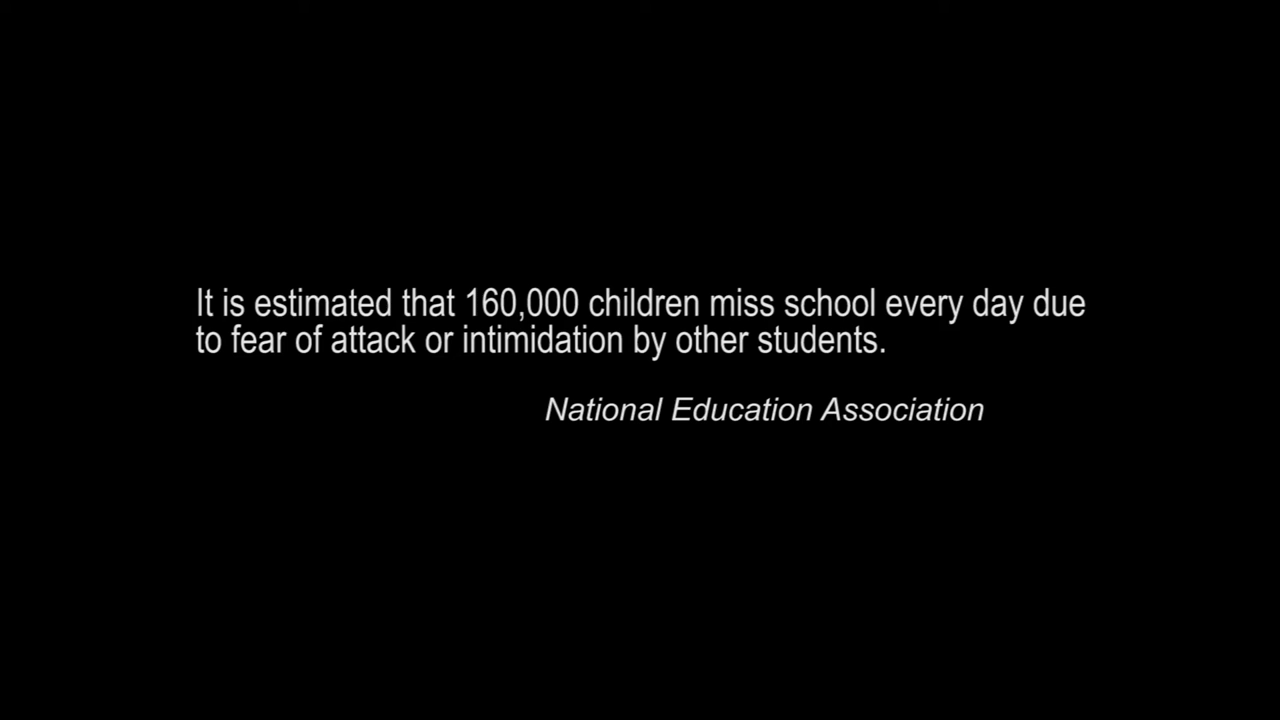 It is estimated that 160,000 children miss school every day due
to fear of attack or intimidation by other students.
National Education Association